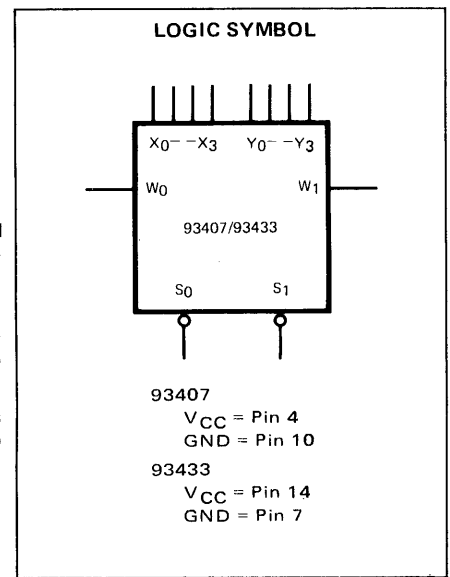 LOGIC SYMBOL
X0- -X3 Y0- -Y3
W0 W1
93407/93433
S0 S1
93407
VCC = Pin 4
GND = Pin 10
93433
VCC = Pin 14
GND = Pin 7